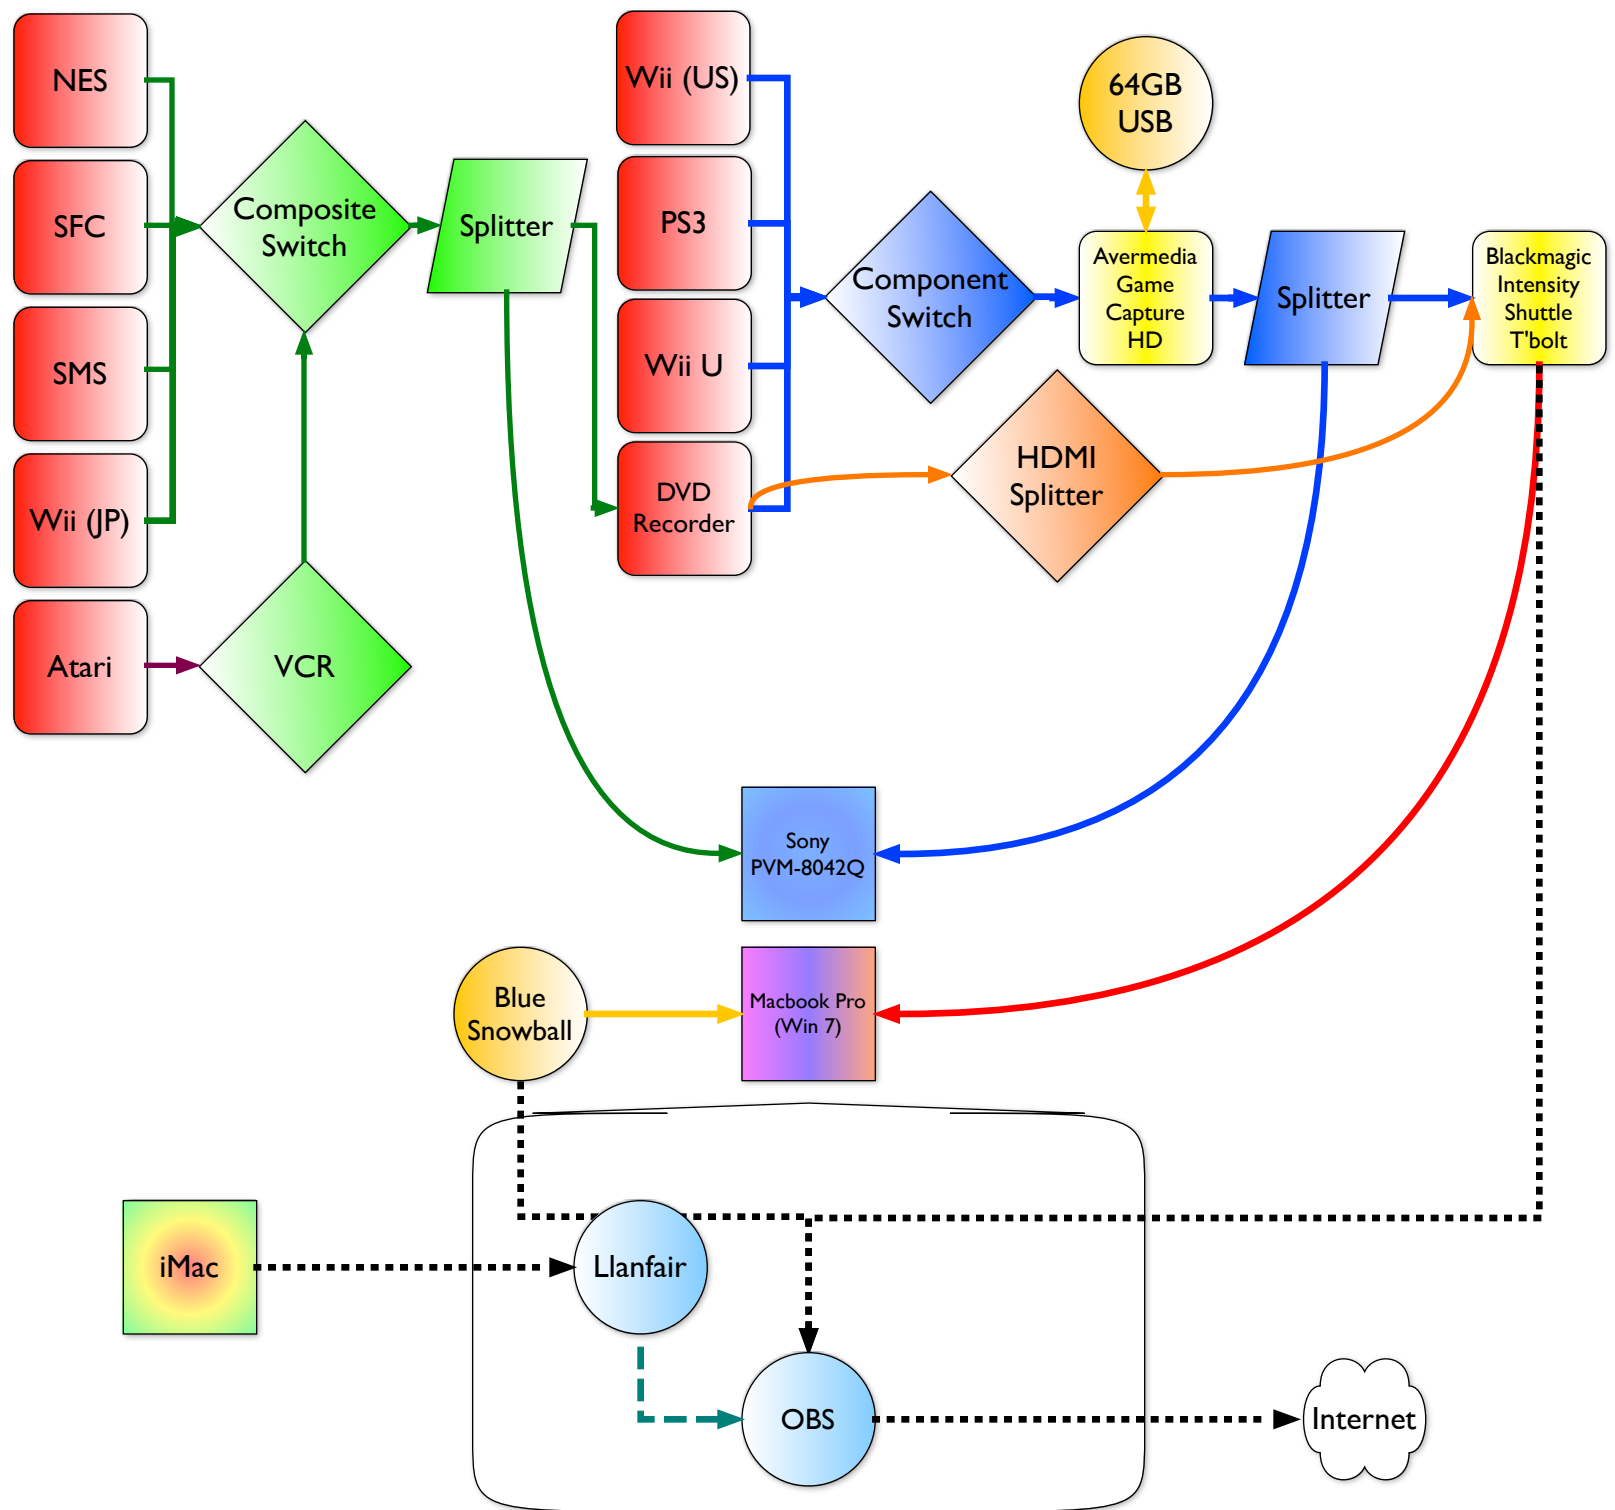 NES
SFC
SMS
Wii (JP)
Atari
Composite
Switch
VCR
Splitter
Wii (US)
PS3
Wii U
DVD
Recorder
Component
Switch
HDMI
Splitter
64GB
USB
Avermedia
Game
Capture
HD
Splitter
Blackmagic
Intensity
Shuttle
T'bolt
Sony
PVM-8042Q
Blue
Snowball
Macbook Pro
(Win 7)
iMac
Llanfair
OBS
Internet